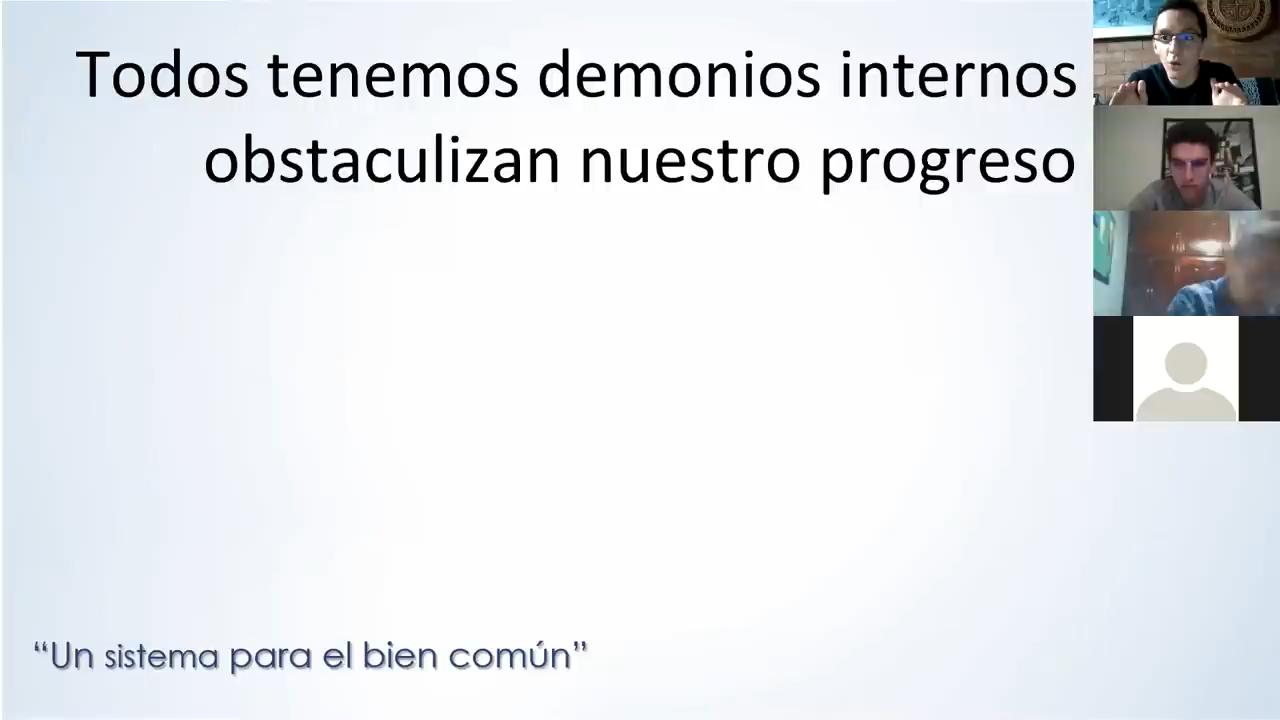 Todos tenemos demonios internos
obstaculizan nuestro progreso
“Un sistema para el bien común”